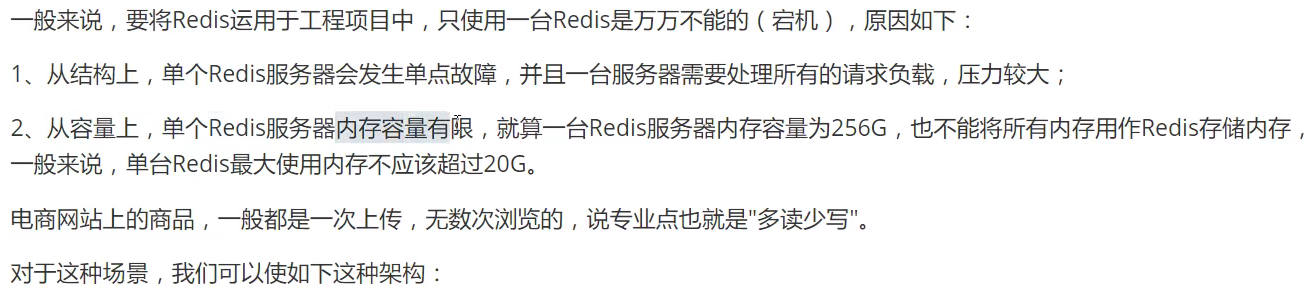 一般来说，要将Redis运用于工程项目中，只使用一台Redis是万万不能的（宕机），原因如下：
1、从结构上，单个Redis服务器会发生单点故障，并且一台服务器需要处理所有的请求负载，压力较大；
2、从容量上，单个Redis服务器内存容量有限，就算一台Redis服务器内存容量为256G，也不能将所有内存用作Redis存储内存，
一般来说，单台Redis最大使用内存不应该超过20G。
电商网站上的商品，一般都是一次上传，无数次浏览的，说专业点也就是"多读少写"。
对于这种场景，我们可以使如下这种架构：